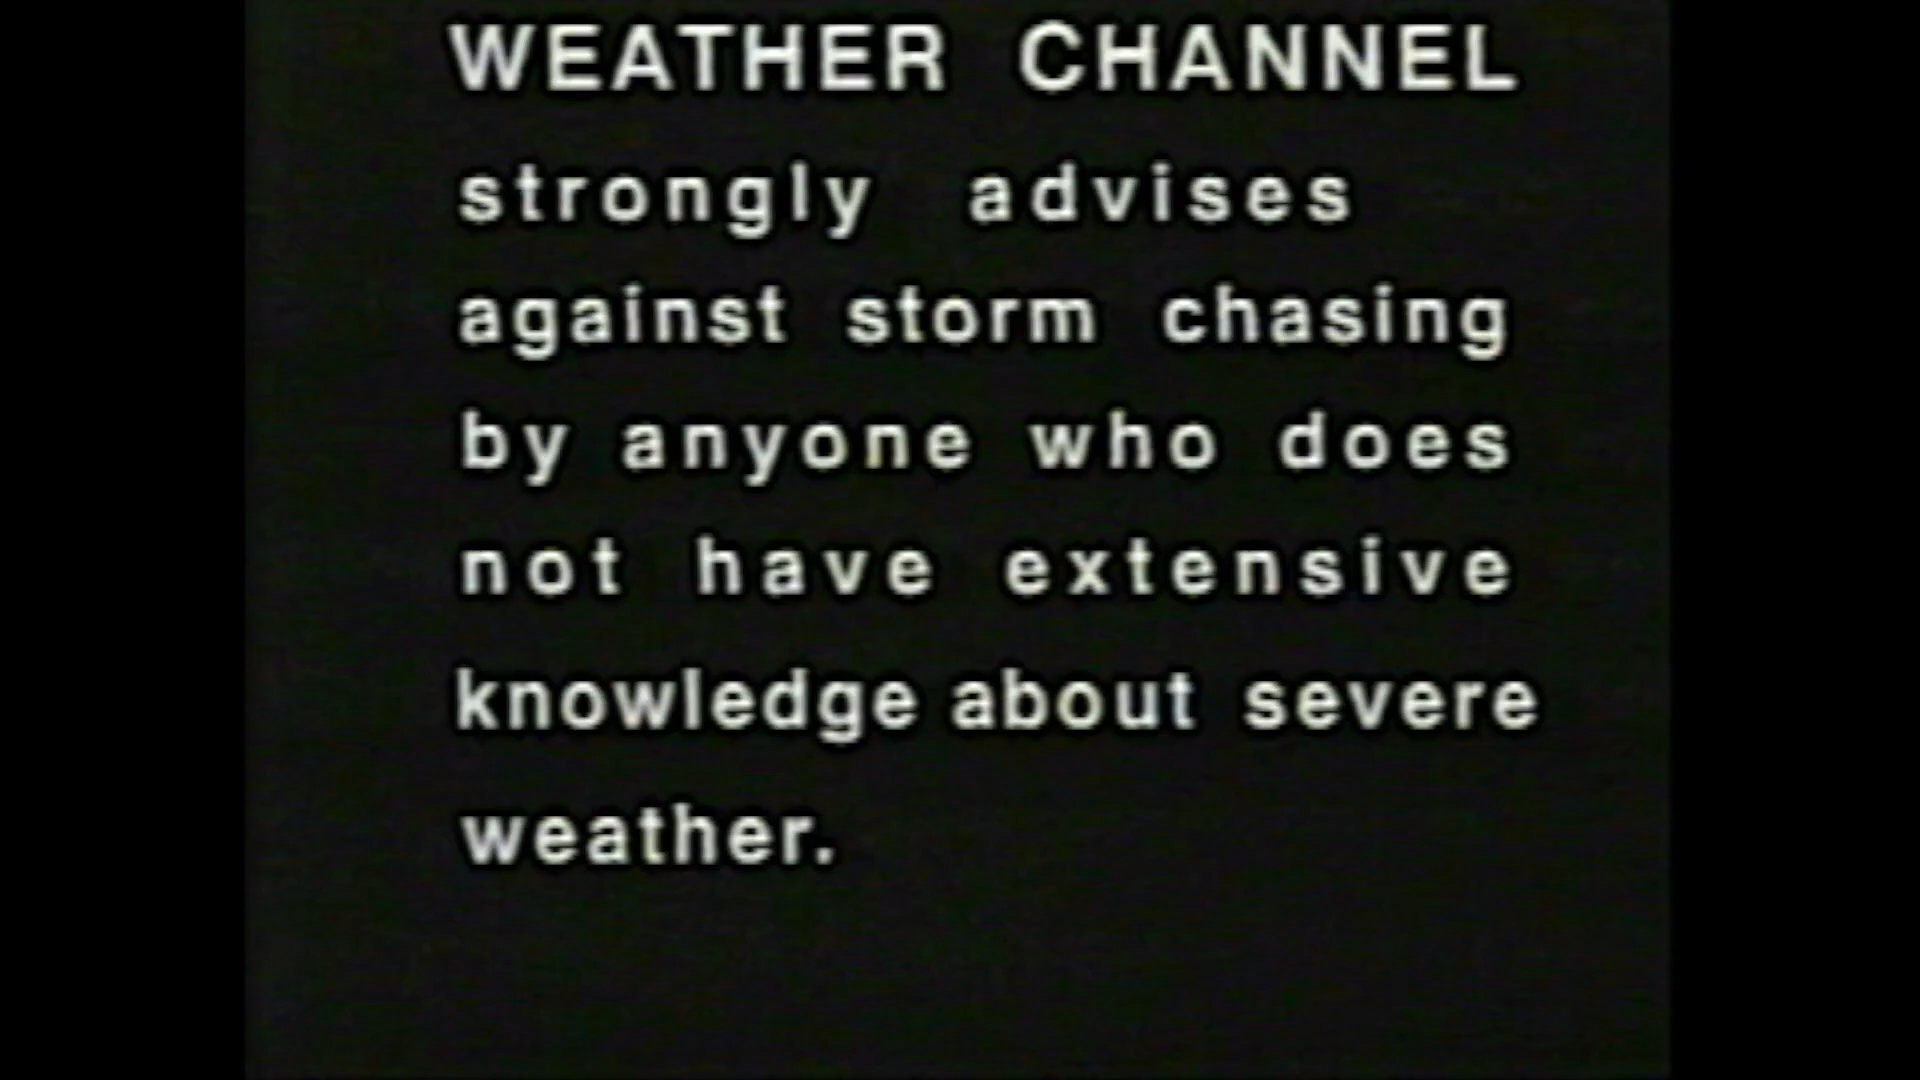 WEATHER CHANNEL
strongly advises
against storm chasing
by anyone who does
not have extensive
knowledge about severe
weather.